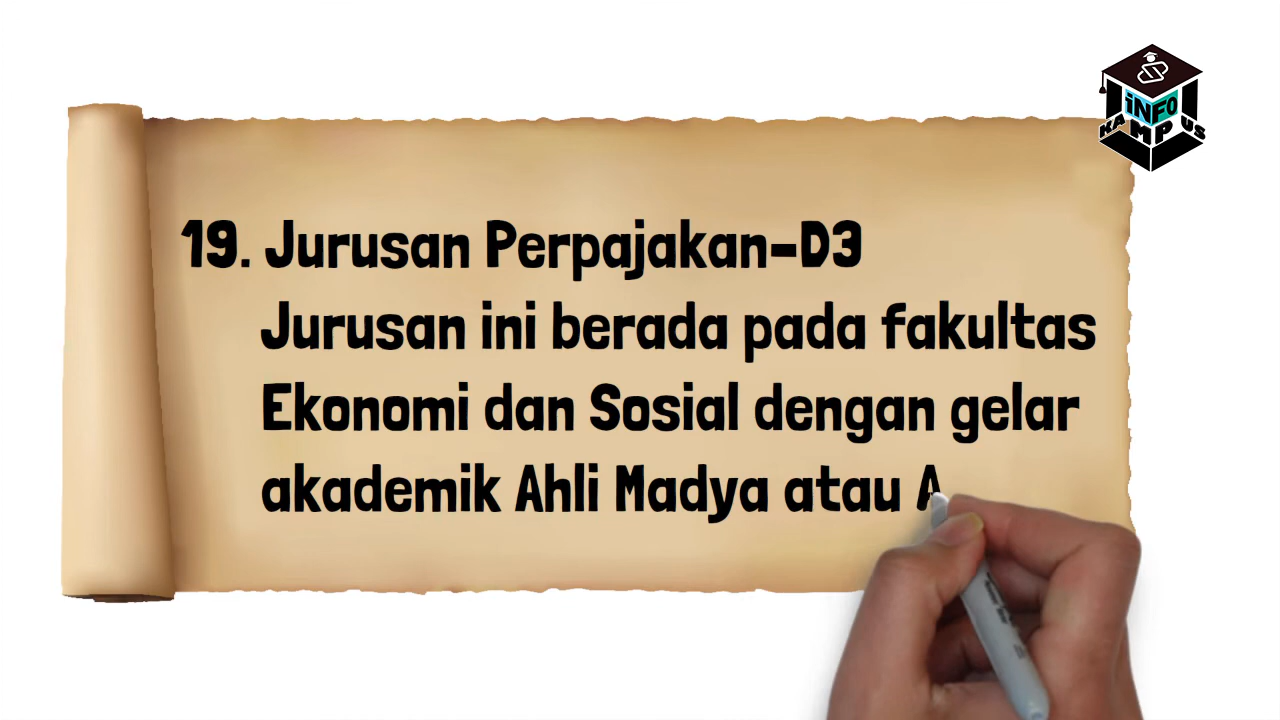 iNFO
KAMPUS
19. Jurusan Perpajakan-D3
Jurusan ini berada pada fakultas
Ekonomi dan Sosial dengan gelar
akademik Ahli Madya atau A